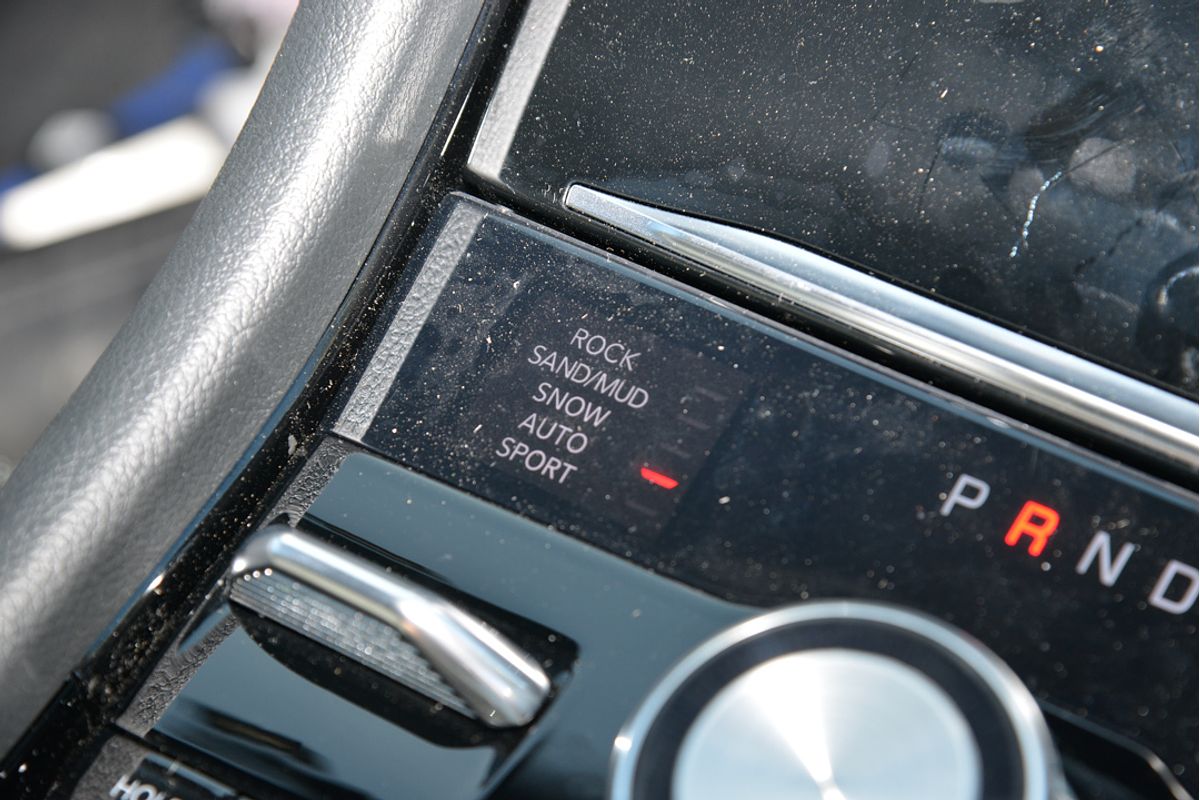 ROCK
SAND/MUD
SNOW
AUTO
SPORT
P R N D